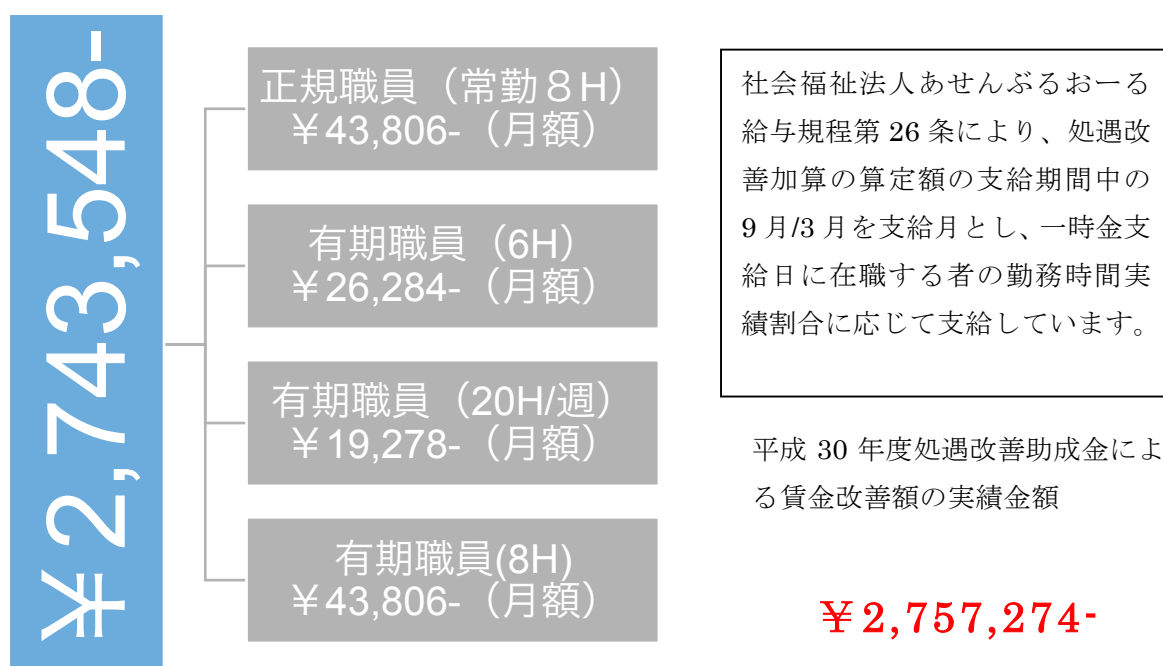 ￥2,743,548-
正規職員（常勤８H）
￥43,806-（月額）
有期職員（6H）
￥26,284-（月額）
有期職員（20H/週）
￥19,278-（月額）
有期職員(8H)
￥43,806-（月額）
社会福祉法人あせんぶるおーる
給与規程第 26 条により、処遇改
善加算の算定額の支給期間中の
9 月/3 月を支給月とし、一時金支
給日に在職する者の勤務時間実
績割合に応じて支給しています。
平成 30 年度処遇改善助成金によ
る賃金改善額の実績金額
￥2,757,274-